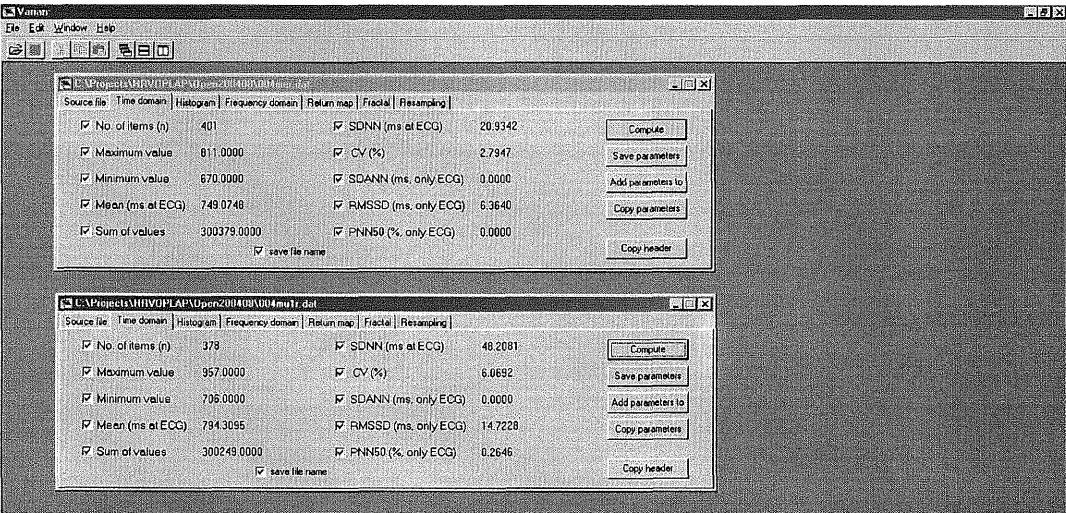 Varian
File Edit Window Help
C:\Projects\HRVOPLAP\Open200408\004mur.dat
Source file Time domain Histogram Frequency domain Return map Fractal Resampling
No. of items (n) 401 SDNN (ms at ECG) 20.9342 Compute
Maximum value 811.0000 CV (%) 2.7947 Save parameters
Minimum value 670.0000 SDANN (ms, only ECG) 0.0000 Add parameters to
Mean (ms at ECG) 749.0748 RMSSD (ms, only ECG) 6.3640 Copy parameters
Sum of values 300379.0000 PNN50 (%, only ECG) 0.0000
save file name Copy header
C:\Projects\HRVOPLAP\Open200408\004mu1r.dat
Source file Time domain Histogram Frequency domain Return map Fractal Resampling
No. of items (n) 378 SDNN (ms at ECG) 48.2081 Compute
Maximum value 957.0000 CV (%) 6.0692 Save parameters
Minimum value 706.0000 SDANN (ms, only ECG) 0.0000 Add parameters to
Mean (ms at ECG) 794.3095 RMSSD (ms, only ECG) 14.7228 Copy parameters
Sum of values 300249.0000 PNN50 (%, only ECG) 0.2646
save file name Copy header